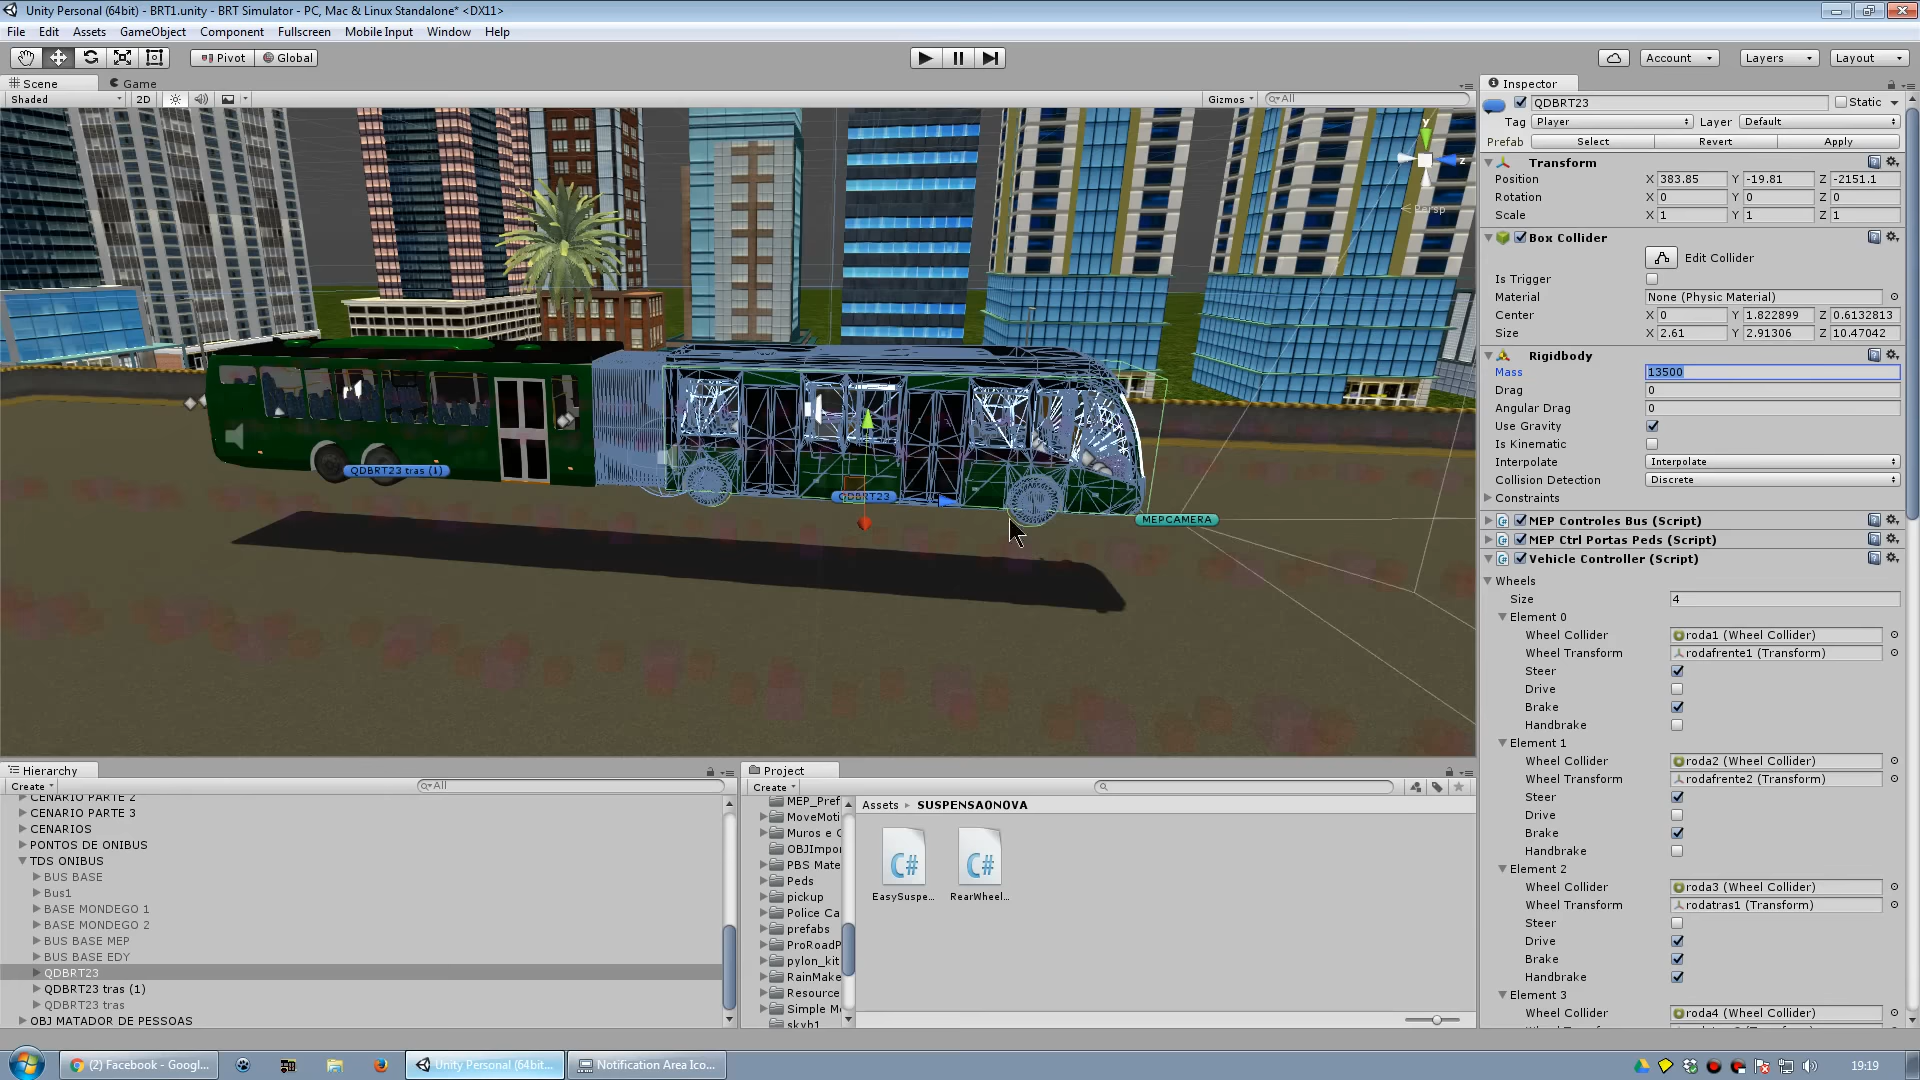 Unity Personal (64bit) - BRT1.unity - BRT Simulator - PC, Mac & Linux Standalone* <DX11>
File Edit Assets GameObject Component Fullscreen Mobile Input Window Help
Pivot Global Account Layers Layout
Scene Game
Shaded 2D Gizmos All
Y
Z
Persp
QDBRT23 tras (1)
QDBRT23
MEPCAMERA
Inspector
QDBRT23 Static
Tag Player Layer Default
Prefab Select Revert Apply
Transform
Position X 383.85 Y -19.81 Z -2151.1
Rotation X 0 Y 0 Z 0
Scale X 1 Y 1 Z 1
Box Collider
Edit Collider
Is Trigger
Material None (Physic Material)
Center X 0 Y 1.822899 Z 0.6132813
Size X 2.61 Y 2.91306 Z 10.47042
Rigidbody
Mass 13500
Drag 0
Angular Drag 0
Use Gravity
Is Kinematic
Interpolate Interpolate
Collision Detection Discrete
Constraints
MEP Controles Bus (Script)
MEP Ctrl Portas Peds (Script)
Vehicle Controller (Script)
Wheels
Size 4
Element 0
Wheel Collider roda1 (Wheel Collider)
Wheel Transform rodafrente1 (Transform)
Steer
Drive
Brake
Handbrake
Element 1
Wheel Collider roda2 (Wheel Collider)
Wheel Transform rodafrente2 (Transform)
Steer
Drive
Brake
Handbrake
Element 2
Wheel Collider roda3 (Wheel Collider)
Wheel Transform rodatras1 (Transform)
Steer
Drive
Brake
Handbrake
Element 3
Wheel Collider roda4 (Wheel Collider)
Hierarchy
Create All
CENARIO PARTE 2
CENARIO PARTE 3
CENARIOS
PONTOS DE ONIBUS
TDS ONIBUS
BUS BASE
Bus1
BASE MONDEGO 1
BASE MONDEGO 2
BUS BASE MEP
BUS BASE EDY
QDBRT23
QDBRT23 tras (1)
QDBRT23 tras
OBJ MATADOR DE PESSOAS
Project
Create
MEP_Pref
MoveMoti
Muros e C
OBJImpor
PBS Mate
Peds
pickup
Police Ca
prefabs
ProRoadP
pylon_kit
RainMake
Resource
Simple M
skyb1
Assets SUSPENSAONOVA
C# C#
EasySuspe... RearWheel...
(2) Facebook - Googl... Unity Personal (64bit... Notification Area Ico... 19:19